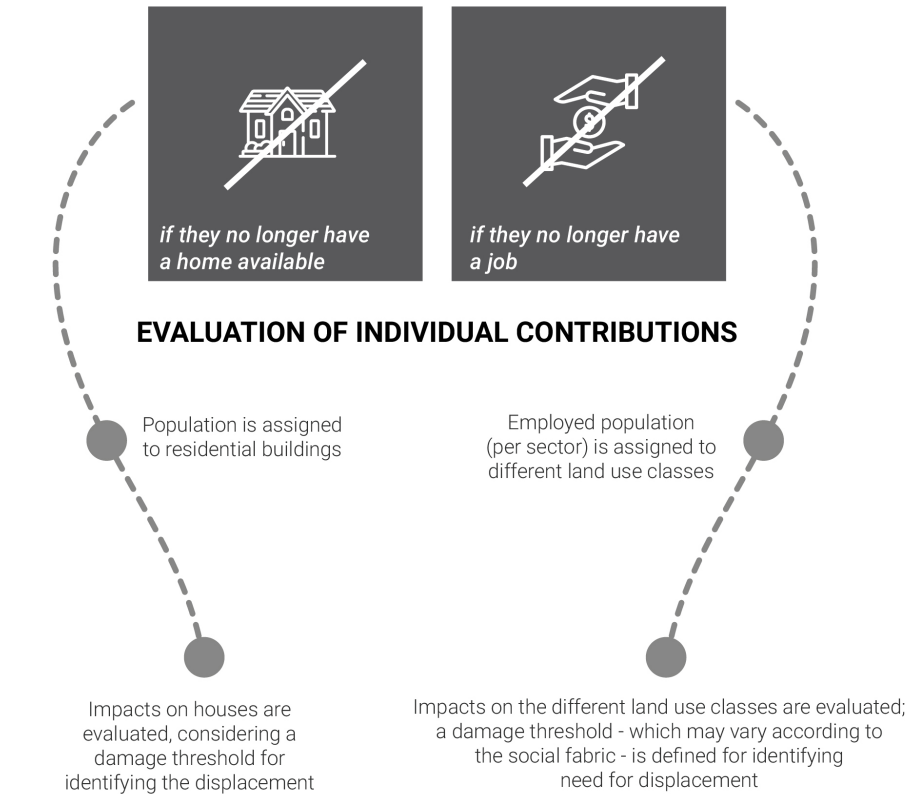 if they no longer have
a home available
if they no longer have
a job
EVALUATION OF INDIVIDUAL CONTRIBUTIONS
Population is assigned
to residential buildings
Employed population
(per sector) is assigned to
different land use classes
Impacts on houses are
evaluated, considering a
damage threshold for
identifying the displacement
Impacts on the different land use classes are evaluated;
a damage threshold - which may vary according to
the social fabric - is defined for identifying
need for displacement